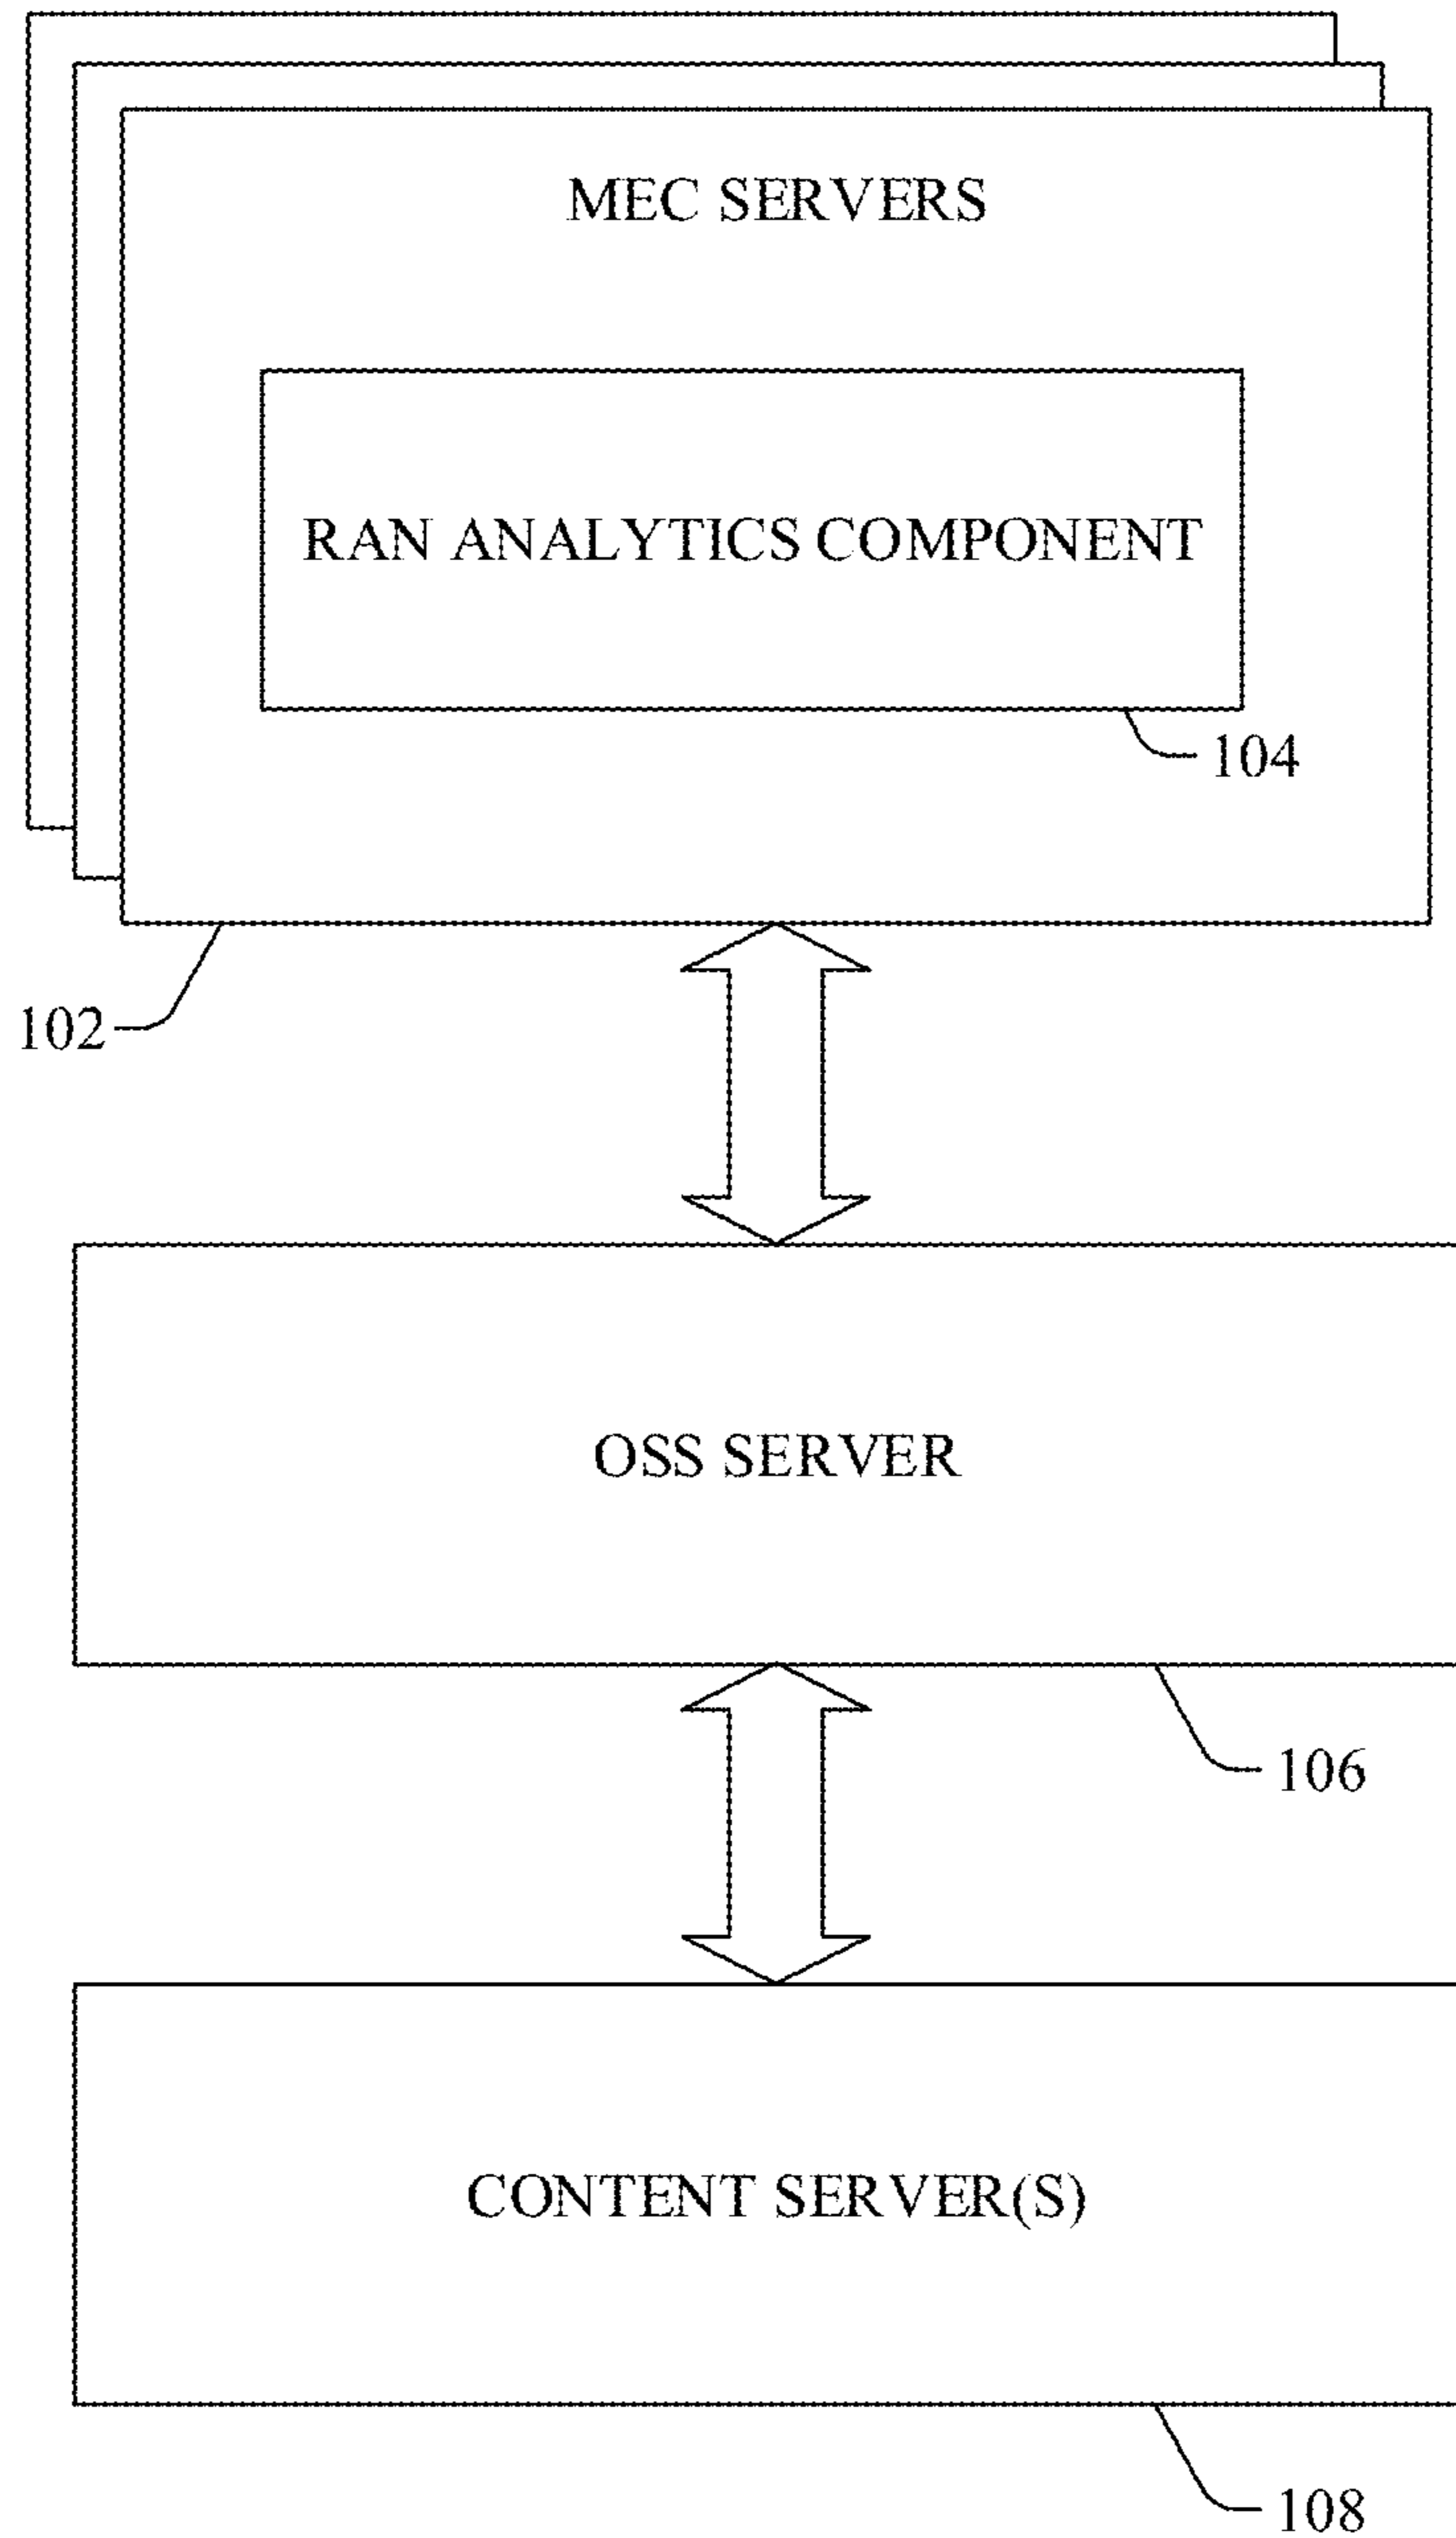 MEC SERVERS
RAN ANALYTICS COMPONENT
104
102
OSS SERVER
106
CONTENT SERVER(S)
108